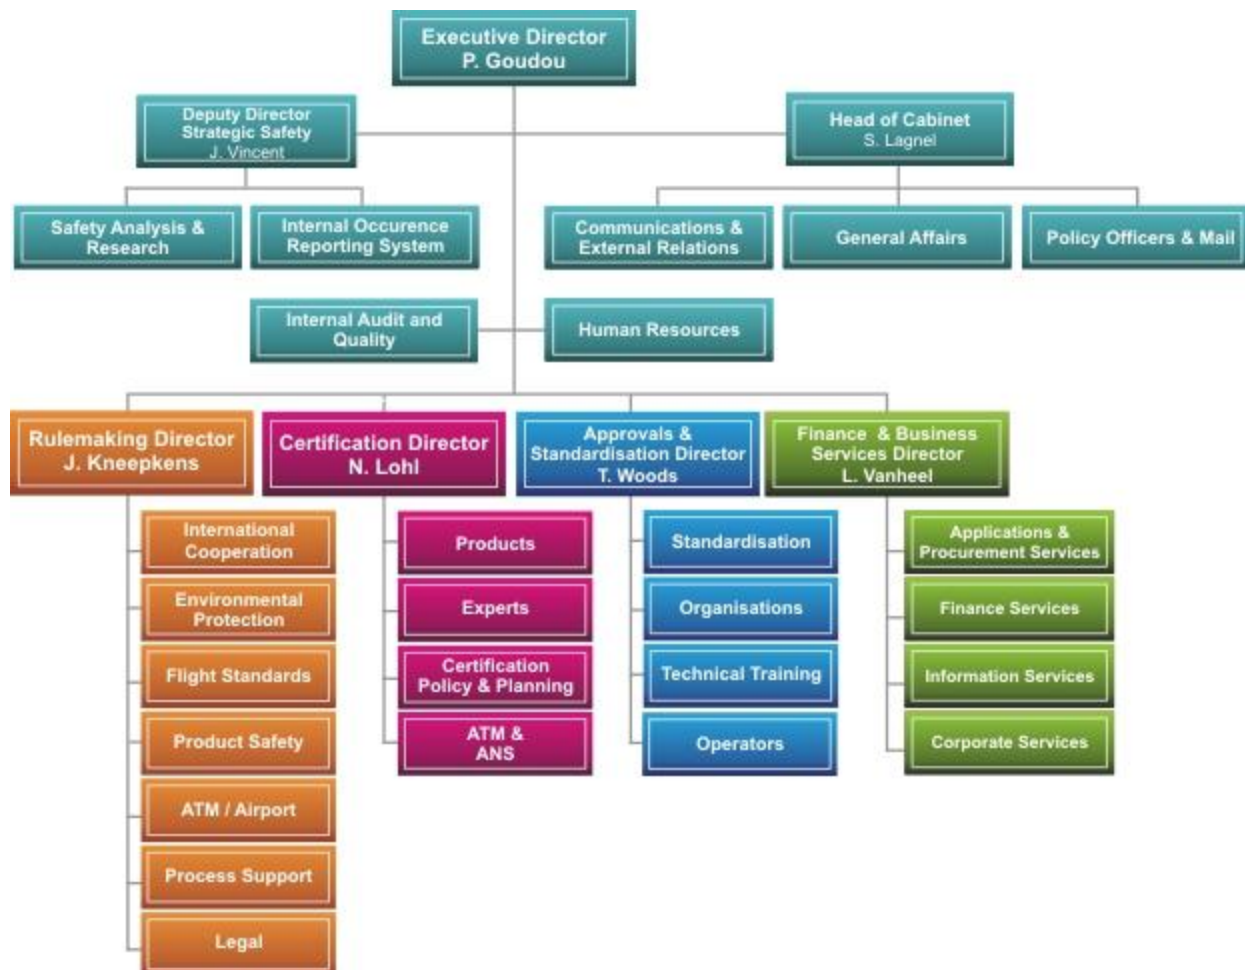 Executive Director
P. Goudou
Deputy Director
Strategic Safety
J. Vincent
Head of Cabinet
S. Lagnel
Safety Analysis &
Research
Internal Occurence
Reporting System
Communications &
External Relations
General Affairs
Policy Officers & Mail
Internal Audit and
Quality
Human Resources
Rulemaking Director
J. Kneepkens
Certification Director
N. Lohl
Approvals &
Standardisation Director
T. Woods
Finance & Business
Services Director
L. Vanheel
International
Cooperation
Environmental
Protection
Flight Standards
Product Safety
ATM / Airport
Process Support
Legal
Products
Experts
Certification
Policy & Planning
ATM &
ANS
Standardisation
Organisations
Technical Training
Operators
Applications &
Procurement Services
Finance Services
Information Services
Corporate Services